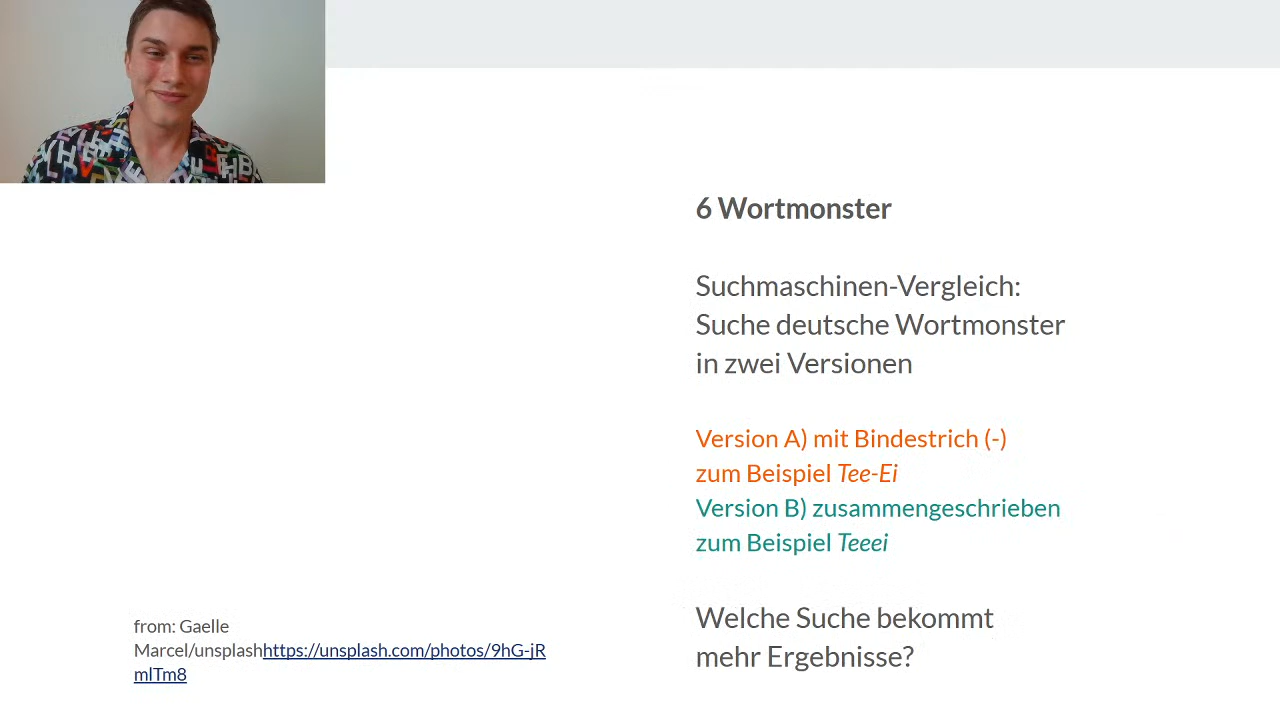 6 Wortmonster
Suchmaschinen-Vergleich:
Suche deutsche Wortmonster
in zwei Versionen
Version A) mit Bindestrich (-)
zum Beispiel Tee-Ei
Version B) zusammengeschrieben
zum Beispiel Teeei
Welche Suche bekommt
mehr Ergebnisse?
from: Gaelle
Marcel/unsplashhttps://unsplash.com/photos/9hG-jR
mlTm8